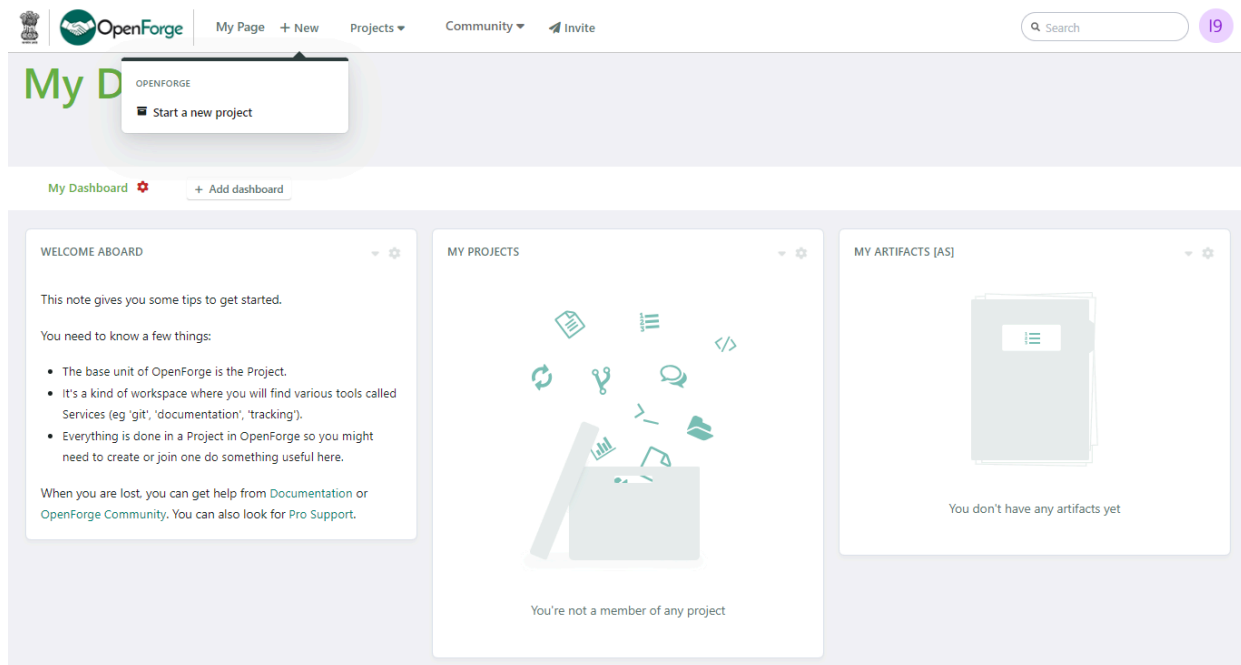 OpenForge My Page + New Projects Community Invite Search I9
My D
OPENFORGE
Start a new project
My Dashboard + Add dashboard
WELCOME ABOARD
This note gives you some tips to get started.
You need to know a few things:
The base unit of OpenForge is the Project.
It's a kind of workspace where you will find various tools called
Services (eg 'git', 'documentation', 'tracking').
Everything is done in a Project in OpenForge so you might
need to create or join one do something useful here.
When you are lost, you can get help from Documentation or
OpenForge Community. You can also look for Pro Support.
MY PROJECTS
You're not a member of any project
MY ARTIFACTS [AS]
You don't have any artifacts yet